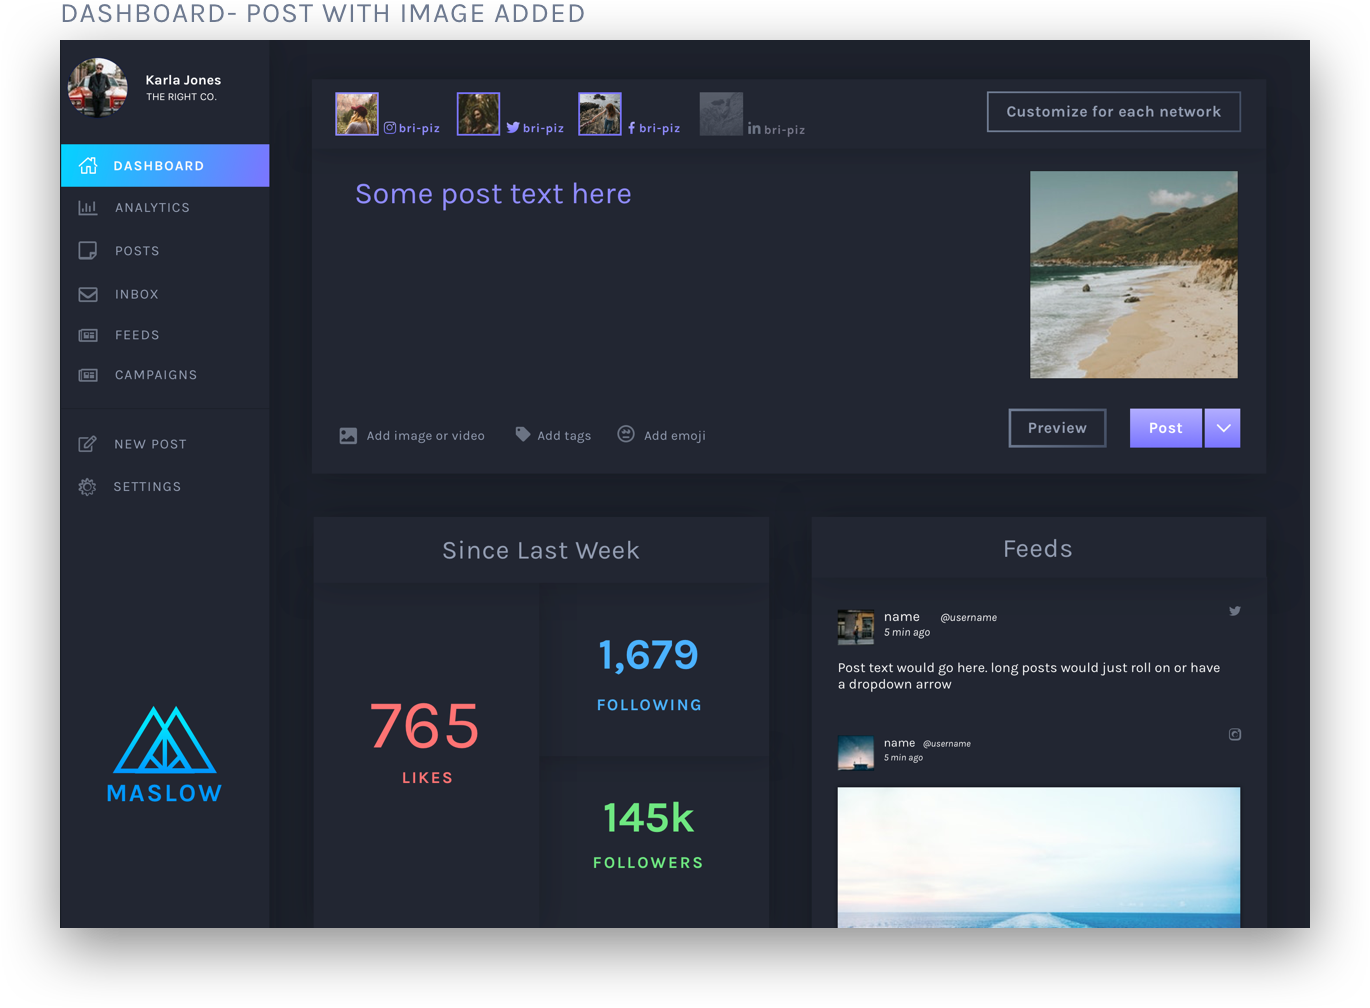 DASHBOARD- POST WITH IMAGE ADDED
Karla Jones
THE RIGHT CO.
DASHBOARD
ANALYTICS
POSTS
INBOX
FEEDS
CAMPAIGNS
NEW POST
SETTINGS
MASLOW
bri-piz
bri-piz
bri-piz
in bri-piz
Customize for each network
Some post text here
Add image or video
Add tags
Add emoji
Preview
Post
Since Last Week
765
LIKES
1,679
FOLLOWING
145k
FOLLOWERS
Feeds
name @username
5 min ago
Post text would go here. long posts would just roll on or have
a dropdown arrow
name @username
5 min ago